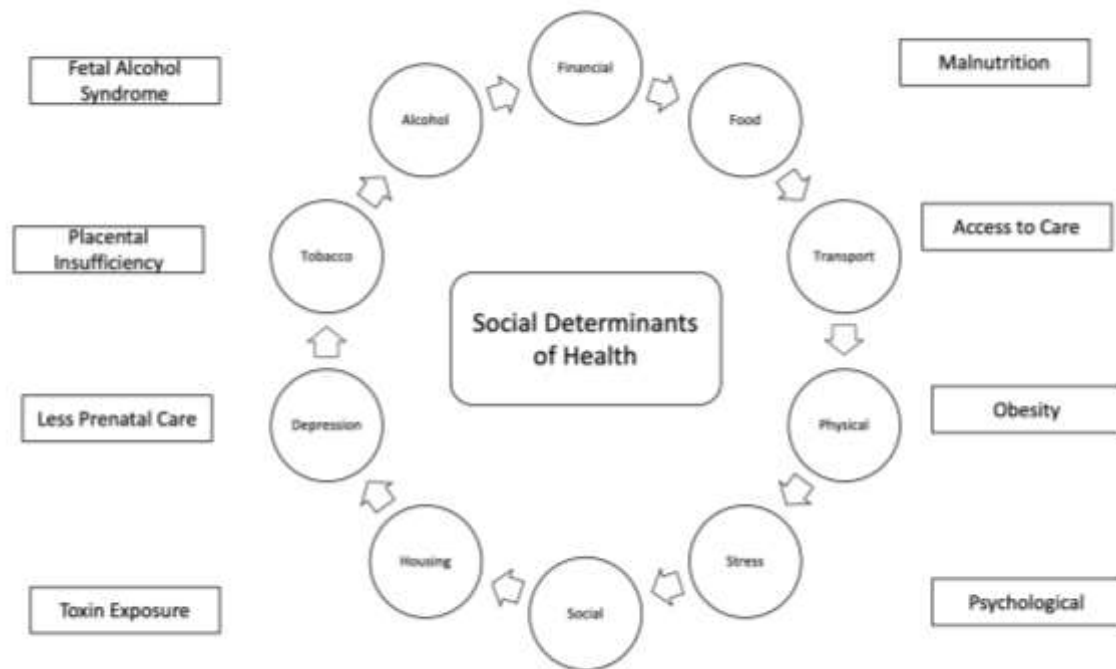 Financial
Fetal Alcohol
Syndrome
Malnutrition
Alcohol
Food
Placental
Insufficiency
Access to Care
Tobacco
Transport
Social Determinants
of Health
Less Prenatal Care
Obesity
Depression
Physical
Housing
Stress
Toxin Exposure
Social
Psychological